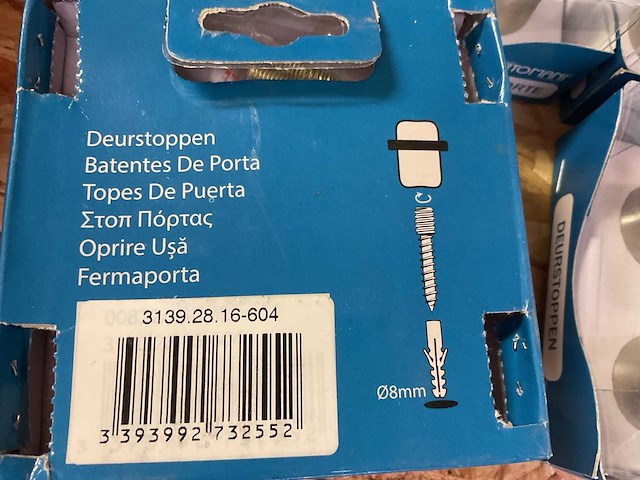 Deurstoppen
Batentes De Porta
Topes De Puerta
Στοπ Πόρτας
Oprire Ușă
Fermaporta
3139.28.16-604
3 393992 732552
Ø8mm
DEURSTOPPEN